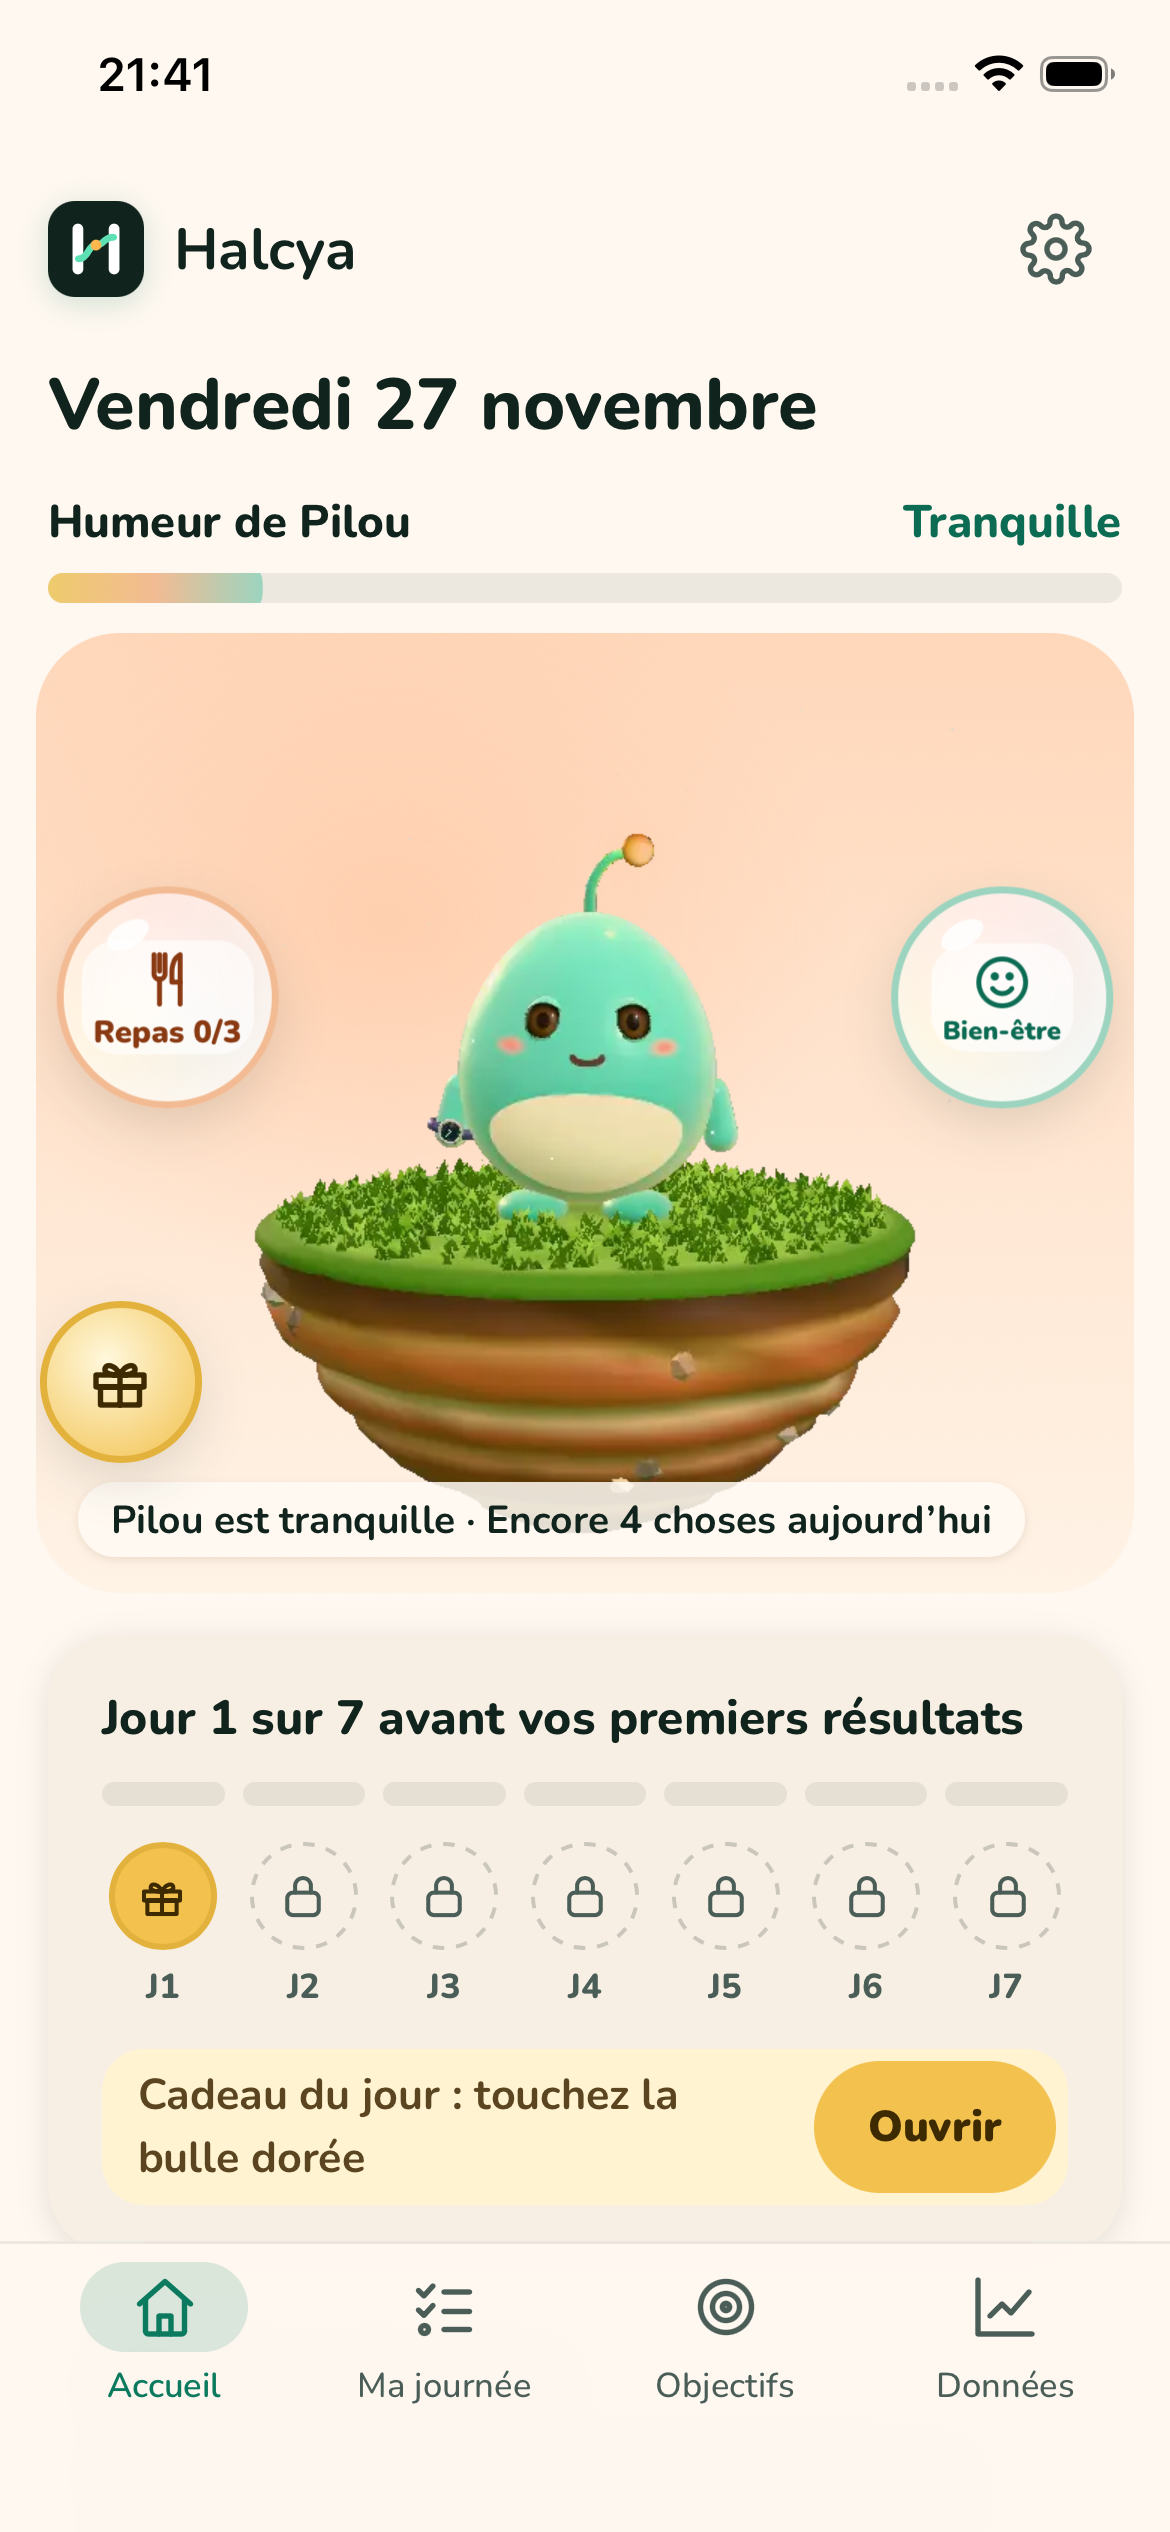 21:41
Halcya
Vendredi 27 novembre
Humeur de Pilou
Tranquille
Repas 0/3
Bien-être
Pilou est tranquille · Encore 4 choses aujourd’hui
Jour 1 sur 7 avant vos premiers résultats
J1 J2 J3 J4 J5 J6 J7
Cadeau du jour : touchez la
bulle dorée
Ouvrir
Accueil Ma journée Objectifs Données